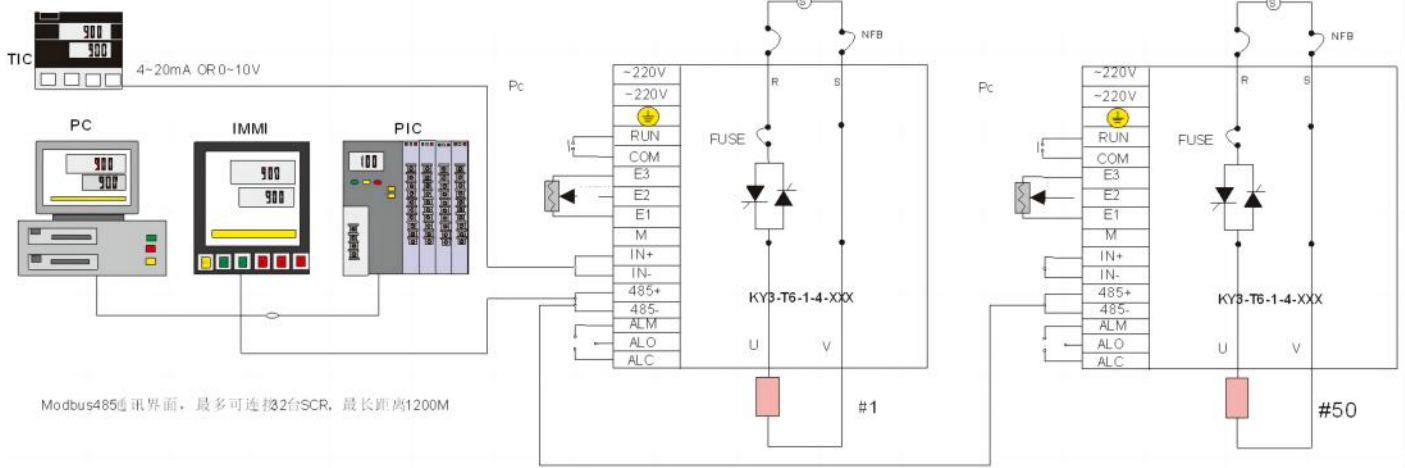 TIC
900
900
4~20mA OR 0~10V
PC
900
900
IMMI
900
900
PIC
100
Pc
S
NFB
R
S
~220V
~220V
RUN
COM
E3
E2
E1
M
IN+
IN-
485+
485-
ALM
ALO
ALC
FUSE
KY3-T6-1-4-XXX
U
V
#1
Pc
S
NFB
R
S
~220V
~220V
RUN
COM
E3
E2
E1
M
IN+
IN-
485+
485-
ALM
ALO
ALC
FUSE
KY3-T6-1-4-XXX
U
V
#50
Modbus485通讯界面，最多可连接32台SCR，最长距离1200M